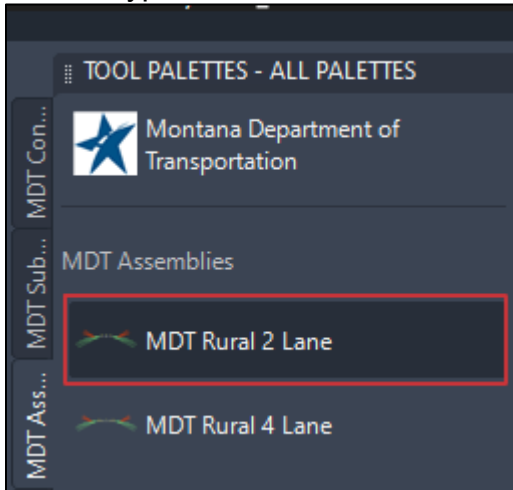 TOOL PALETTES - ALL PALETTES
Montana Department of
Transportation
MDT Con...
MDT Sub...
MDT Ass...
MDT Assemblies
MDT Rural 2 Lane
MDT Rural 4 Lane